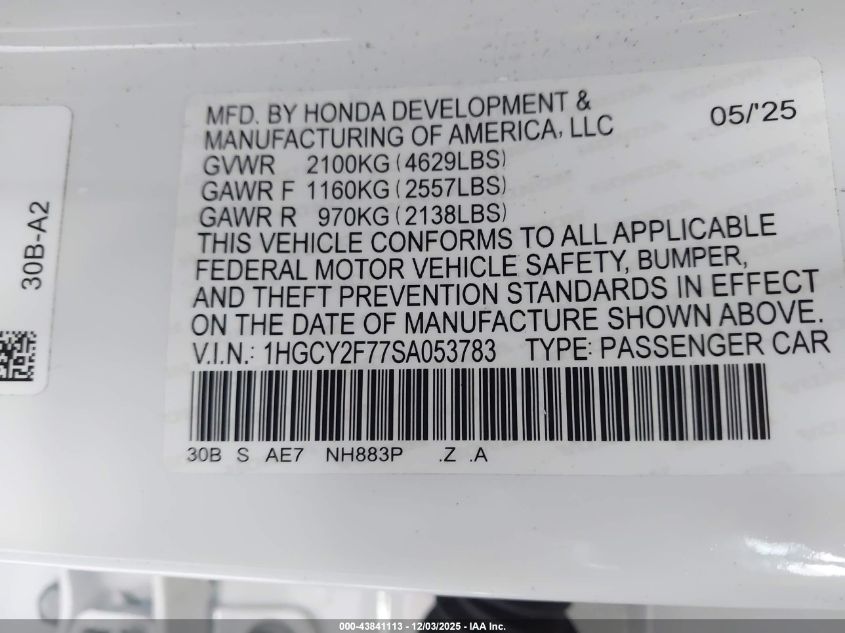 MFD. BY HONDA DEVELOPMENT & 05/'25
MANUFACTURING OF AMERICA, LLC
GVWR 2100KG (4629LBS)
GAWR F 1160KG (2557LBS)
GAWR R 970KG (2138LBS)
THIS VEHICLE CONFORMS TO ALL APPLICABLE
FEDERAL MOTOR VEHICLE SAFETY, BUMPER,
AND THEFT PREVENTION STANDARDS IN EFFECT
ON THE DATE OF MANUFACTURE SHOWN ABOVE.
V.I.N.: 1HGCY2F77SA053783 TYPE: PASSENGER CAR
30B S AE7 NH883P .Z .A
30B-A2
000-43841113 - 12/03/2025 - IAA Inc.